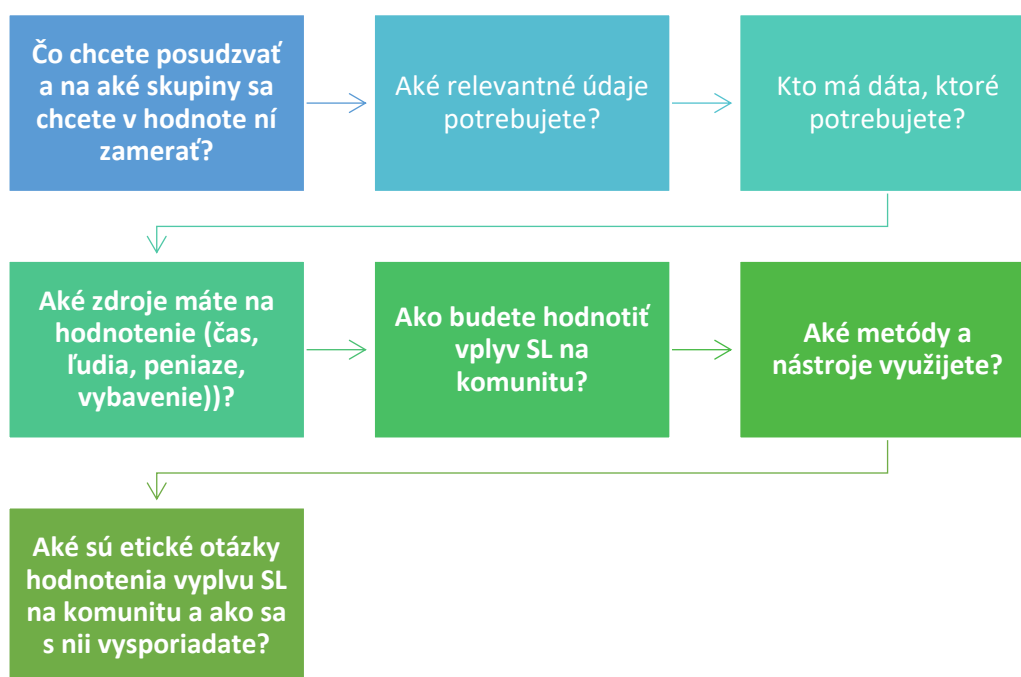 Čo chcete posudzvať
a na aké skupiny sa
chcete v hodnote ní
zamerať?
Aké relevantné údaje
potrebujete?
Kto má dáta, ktoré
potrebujete?
Aké zdroje máte na
hodnotenie (čas,
ľudia, peniaze,
vybavenie))?
Ako budete hodnotiť
vplyv SL na
komunitu?
Aké metódy a
nástroje využijete?
Aké sú etické otázky
hodnotenia vyplvu SL
na komunitu a ako sa
s nii vysporiadate?